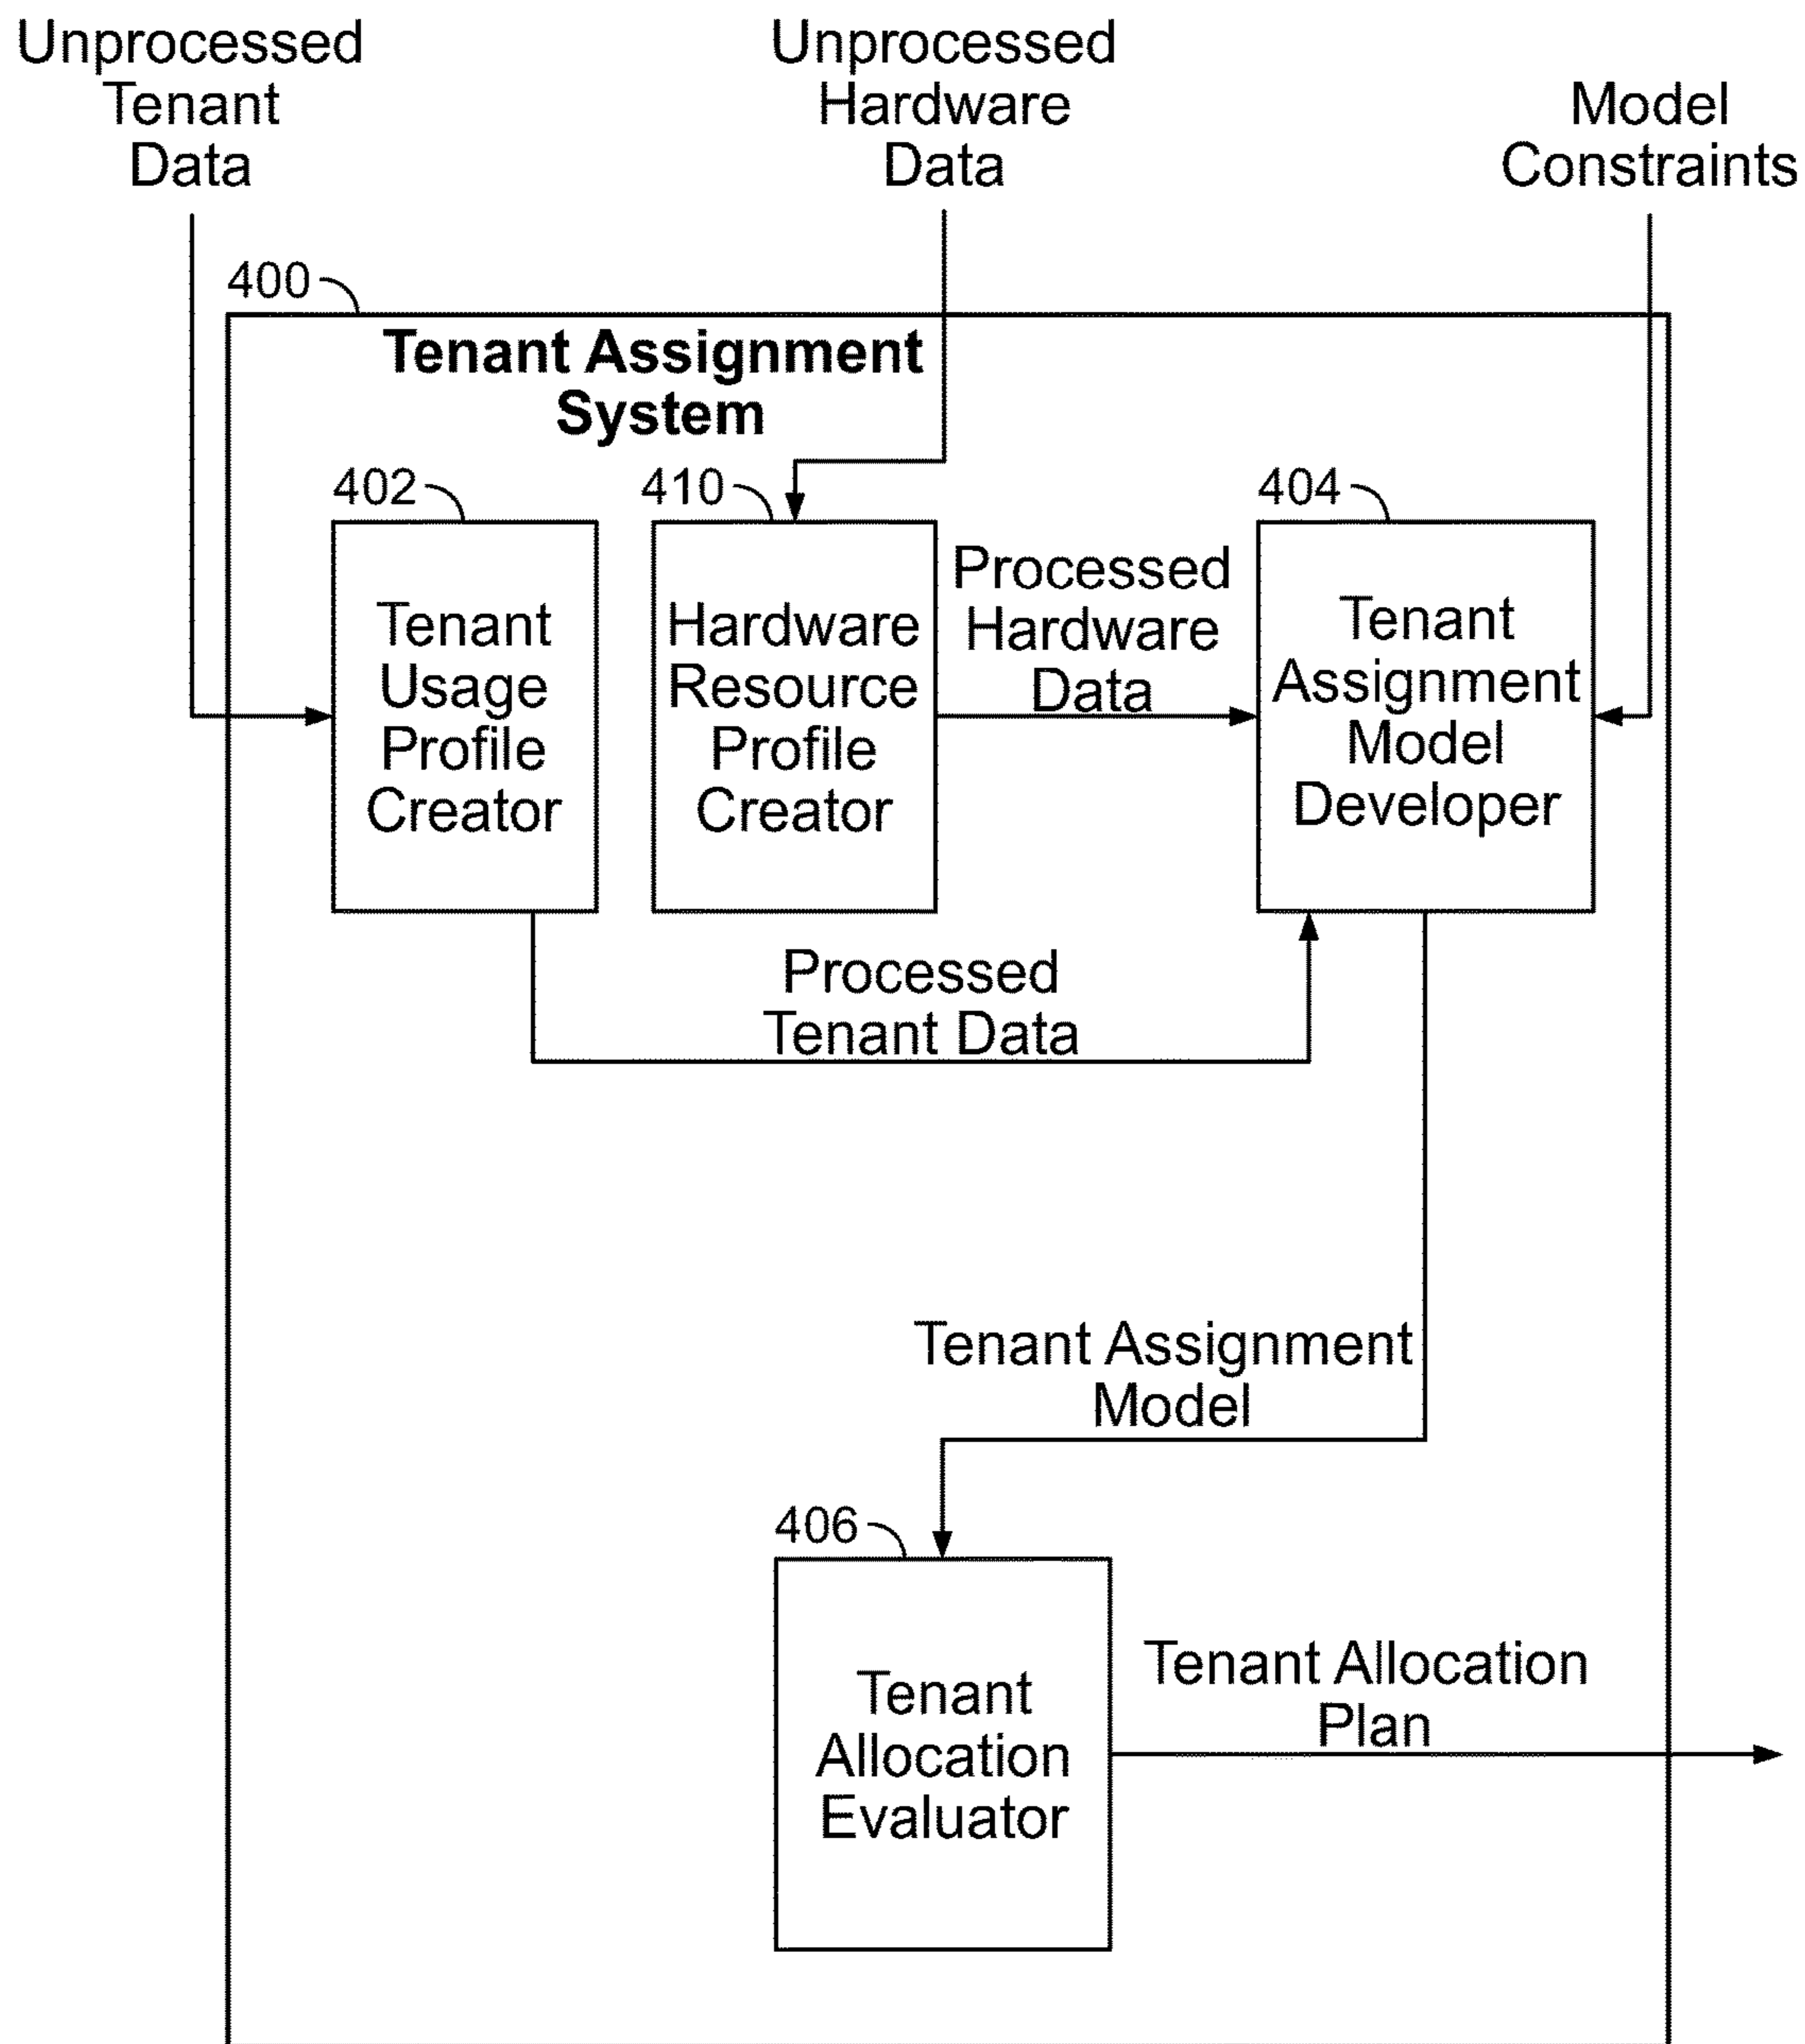 Unprocessed
Tenant
Data
Unprocessed
Hardware
Data
Model
Constraints
400
Tenant Assignment
System
402
410
404
Tenant
Usage
Profile
Creator
Hardware
Resource
Profile
Creator
Processed
Hardware
Data
Tenant
Assignment
Model
Developer
Processed
Tenant Data
Tenant Assignment
Model
406
Tenant
Allocation
Evaluator
Tenant Allocation
Plan